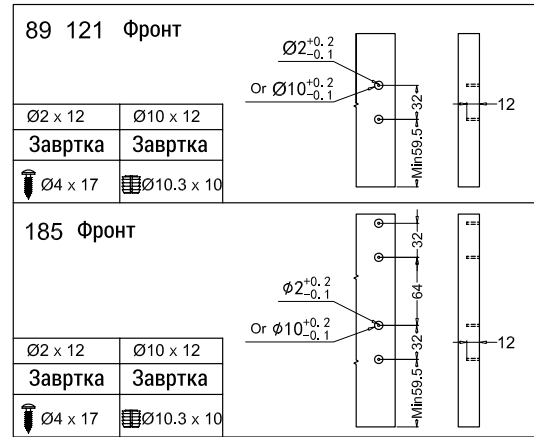 89 121 Фронт
Ø2 x 12 Ø10 x 12
Завртка Завртка
Ø4 x 17 Ø10.3 x 10
Ø2+0.2 -0.1
Or Ø10+0.2 -0.1
32
Min59.5
12
185 Фронт
Ø2 x 12 Ø10 x 12
Завртка Завртка
Ø4 x 17 Ø10.3 x 10
32
64
ϕ2+0.2 -0.1
Or ϕ10+0.2 -0.1
32
Min59.5
12